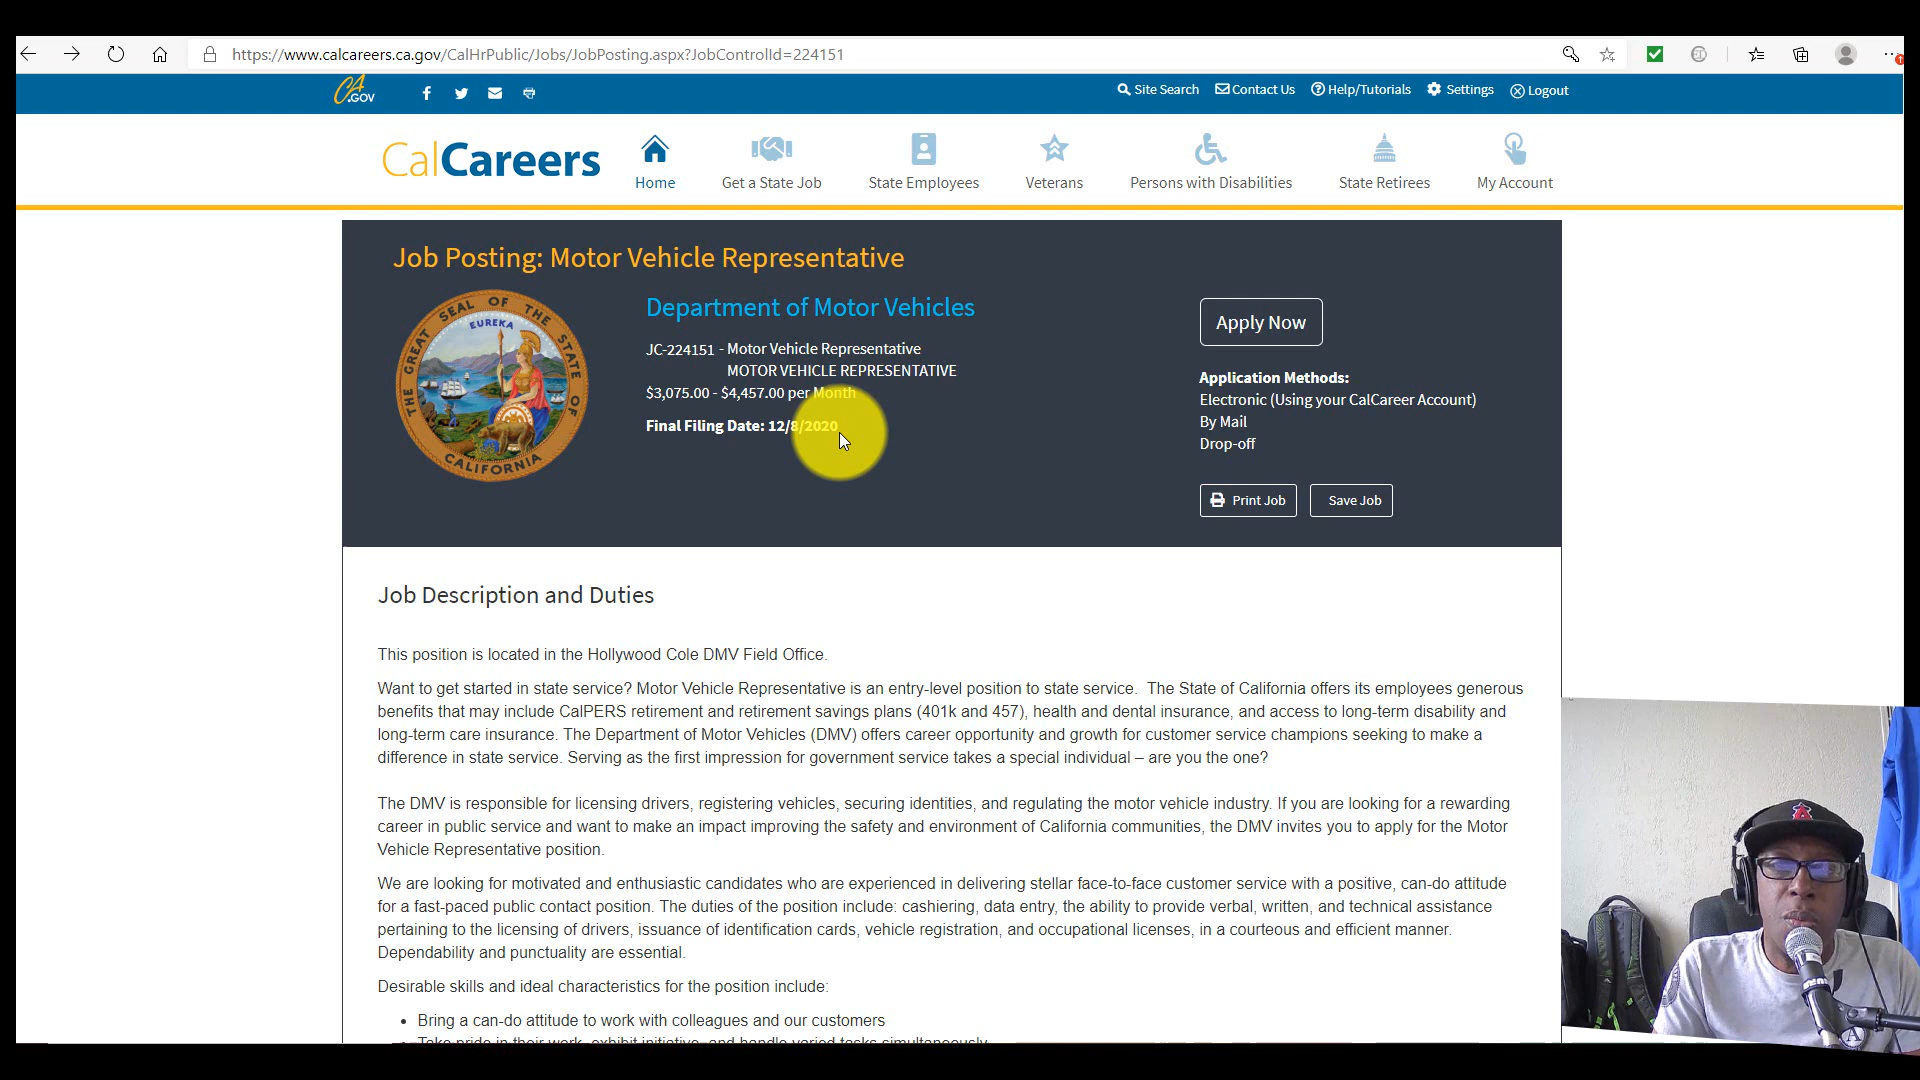 https://www.calcareers.ca.gov/CalHrPublic/Jobs/JobPosting.aspx?JobControlId=224151
CA.GOV
Site Search Contact Us Help/Tutorials Settings Logout
CalCareers
Home Get a State Job State Employees Veterans Persons with Disabilities State Retirees My Account
Job Posting: Motor Vehicle Representative
THE GREAT SEAL OF THE STATE OF CALIFORNIA
EUREKA
Department of Motor Vehicles
JC-224151 - Motor Vehicle Representative
MOTOR VEHICLE REPRESENTATIVE
$3,075.00 - $4,457.00 per Month
Final Filing Date: 12/8/2020
Apply Now
Application Methods:
Electronic (Using your CalCareer Account)
By Mail
Drop-off
Print Job Save Job
Job Description and Duties
This position is located in the Hollywood Cole DMV Field Office.
Want to get started in state service? Motor Vehicle Representative is an entry-level position to state service. The State of California offers its employees generous
benefits that may include CalPERS retirement and retirement savings plans (401k and 457), health and dental insurance, and access to long-term disability and
long-term care insurance. The Department of Motor Vehicles (DMV) offers career opportunity and growth for customer service champions seeking to make a
difference in state service. Serving as the first impression for government service takes a special individual – are you the one?
The DMV is responsible for licensing drivers, registering vehicles, securing identities, and regulating the motor vehicle industry. If you are looking for a rewarding
career in public service and want to make an impact improving the safety and environment of California communities, the DMV invites you to apply for the Motor
Vehicle Representative position.
We are looking for motivated and enthusiastic candidates who are experienced in delivering stellar face-to-face customer service with a positive, can-do attitude
for a fast-paced public contact position. The duties of the position include: cashiering, data entry, the ability to provide verbal, written, and technical assistance
pertaining to the licensing of drivers, issuance of identification cards, vehicle registration, and occupational licenses, in a courteous and efficient manner.
Dependability and punctuality are essential.
Desirable skills and ideal characteristics for the position include:
• Bring a can-do attitude to work with colleagues and our customers
• Take pride in their work, exhibit initiative, and handle varied tasks simultaneously